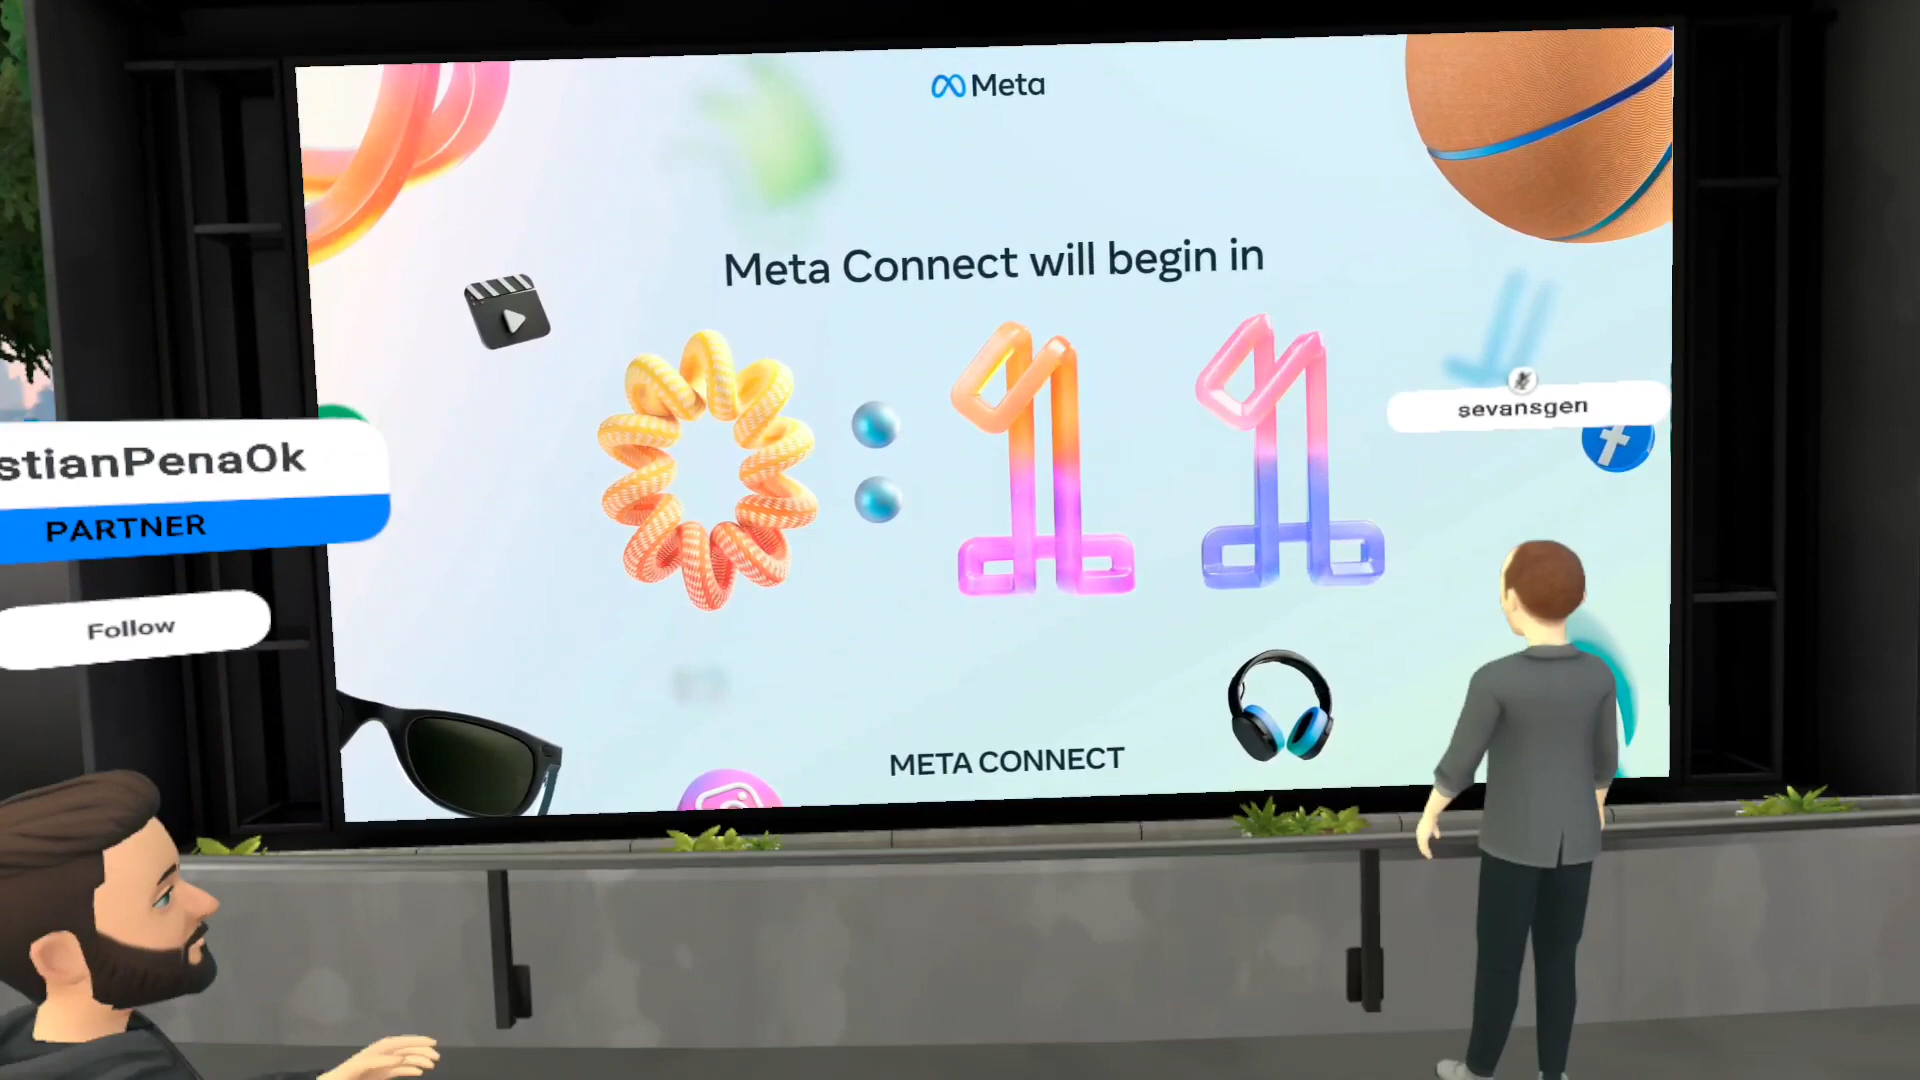 Meta
Meta Connect will begin in
0:11
sevansgen
stianPenaOk
PARTNER
Follow
META CONNECT